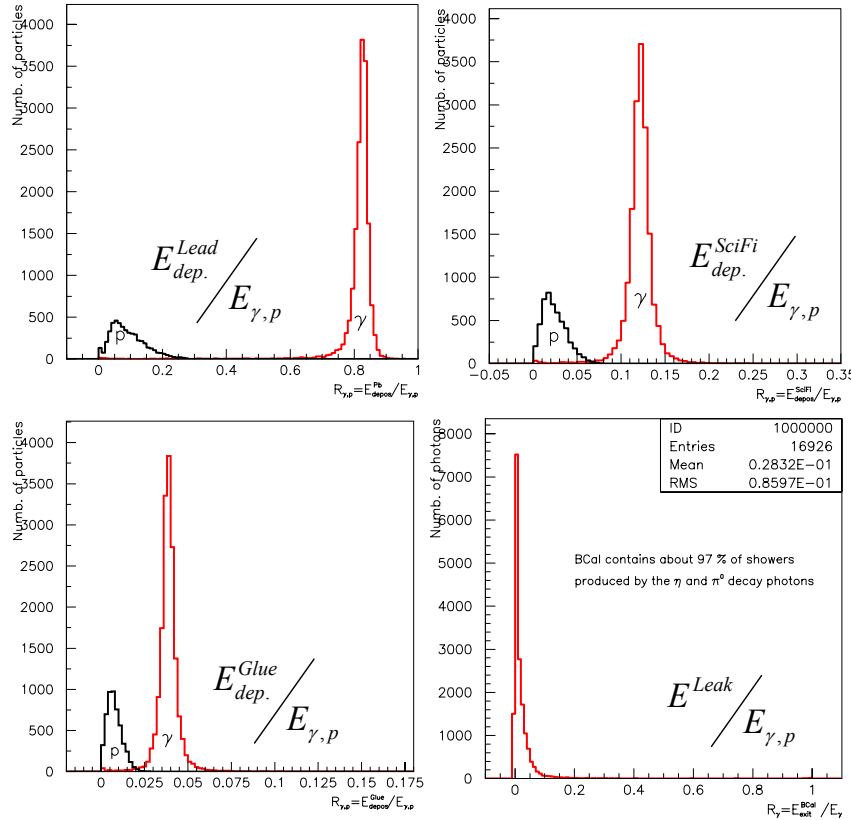 Numb. of particles
4000
3500
3000
2500
2000
1500
1000
500
0
E^{Lead}_{dep.} / E_{γ,p}
p
γ
0 0.2 0.4 0.6 0.8 1
R_{γ,p}=E^{Pb}_{depos}/E_{γ,p}
Numb. of particles
4000
3500
3000
2500
2000
1500
1000
500
0
E^{SciFi}_{dep.} / E_{γ,p}
γ
p
-0.05 0 0.05 0.1 0.15 0.2 0.25 0.3 0.35
R_{γ,p}=E^{SciFi}_{depos}/E_{γ,p}
Numb. of particles
4000
3500
3000
2500
2000
1500
1000
500
0
E^{Glue}_{dep.} / E_{γ,p}
p
γ
0 0.025 0.05 0.075 0.1 0.125 0.15 0.175
R_{γ,p}=E^{Glue}_{depos}/E_{γ,p}
Numb. of photons
8000
7000
6000
5000
4000
3000
2000
1000
0
ID 1000000
Entries 16926
Mean 0.2832E-01
RMS 0.8597E-01
BCal contains about 97 % of showers
produced by the η and π⁰ decay photons
E^{Leak} / E_{γ,p}
0 0.2 0.4 0.6 0.8 1
R_{γ}=E^{BCal}_{exit}/E_{γ}